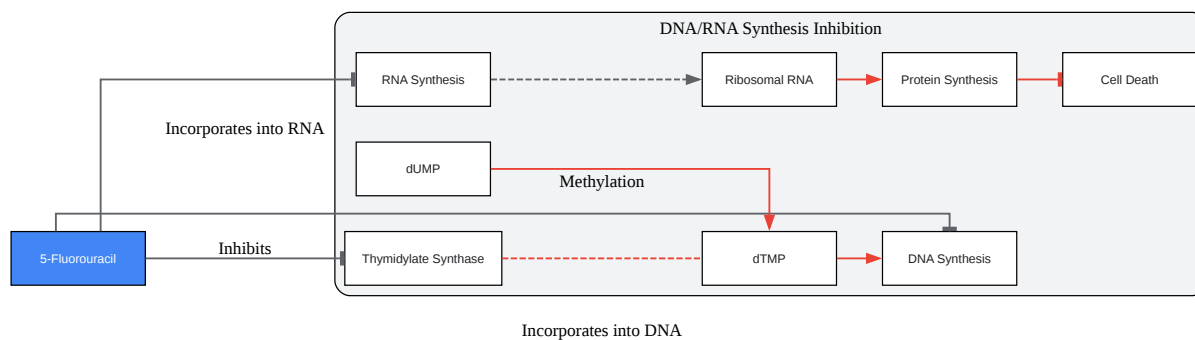 DNA/RNA Synthesis Inhibition
RNA Synthesis
Ribosomal RNA
Protein Synthesis
Cell Death
Incorporates into RNA
dUMP
Methylation
5-Fluorouracil
Inhibits
Thymidylate Synthase
dTMP
DNA Synthesis
Incorporates into DNA